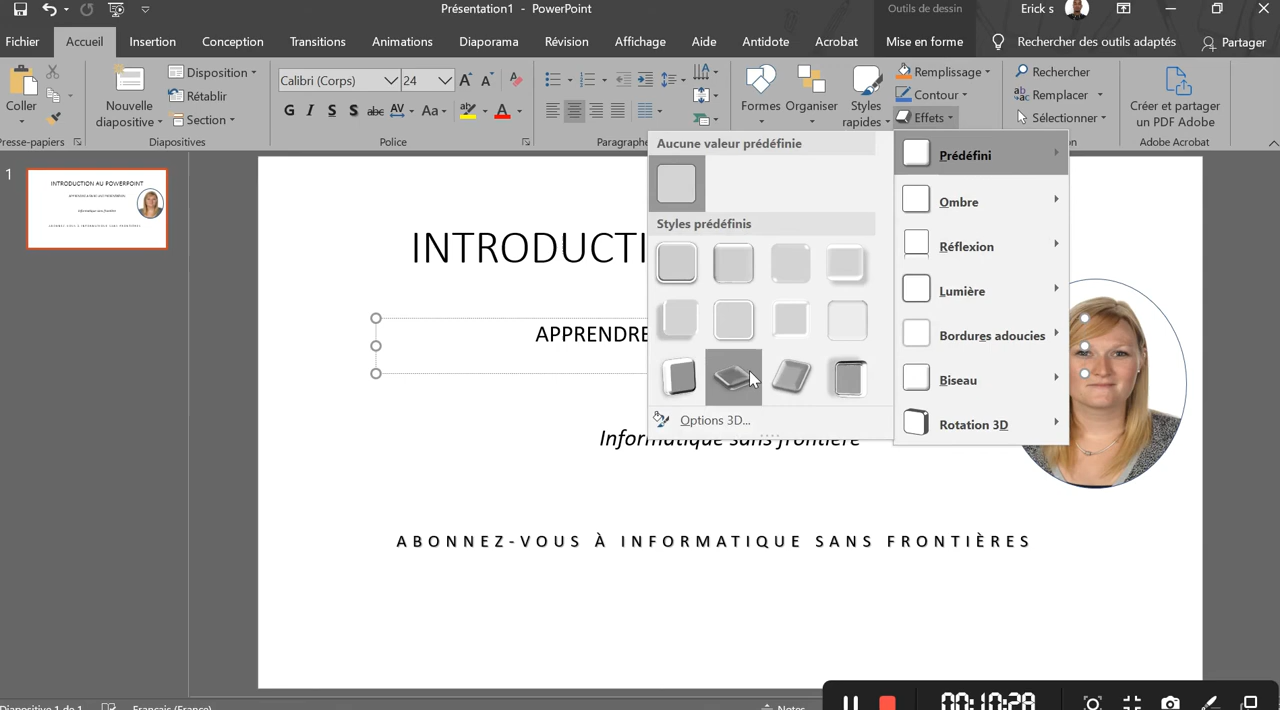 Présentation1 - PowerPoint
Outils de dessin
Erick s
Fichier
Accueil
Insertion
Conception
Transitions
Animations
Diaporama
Révision
Affichage
Aide
Antidote
Acrobat
Mise en forme
Rechercher des outils adaptés
Partager
Coller
Nouvelle
diapositive
Disposition
Rétablir
Section
Calibri (Corps)
24
G I S S abc AV Aa A
Formes
Organiser
Styles
rapides
Remplissage
Contour
Effets
Rechercher
Remplacer
Sélectionner
Créer et partager
un PDF Adobe
Presse-papiers
Diapositives
Police
Paragraphe
Adobe Acrobat
Aucune valeur prédéfinie
Styles prédéfinis
Options 3D...
Prédéfini
Ombre
Réflexion
Lumière
Bordures adoucies
Biseau
Rotation 3D
1
INTRODUCTION AU POWERPOINT
INTRODUCTI
APPRENDRE
Informatique sans frontière
ABONNEZ-VOUS À INFORMATIQUE SANS FRONTIÈRES
Diapositive 1 de 1
Français (France)
Notes
00:10:28